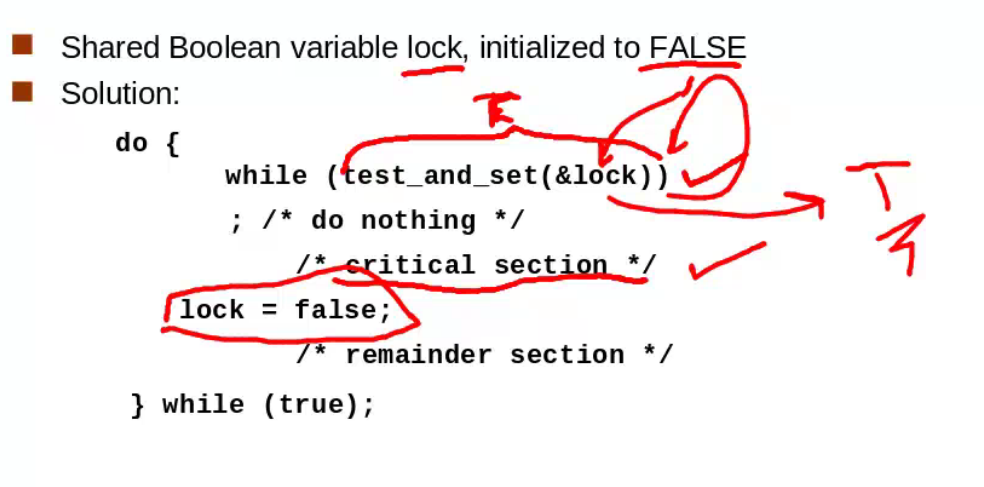 Shared Boolean variable lock, initialized to FALSE
Solution:
do {
while (test_and_set(&lock))
; /* do nothing */
/* critical section */
lock = false;
/* remainder section */
} while (true);
T